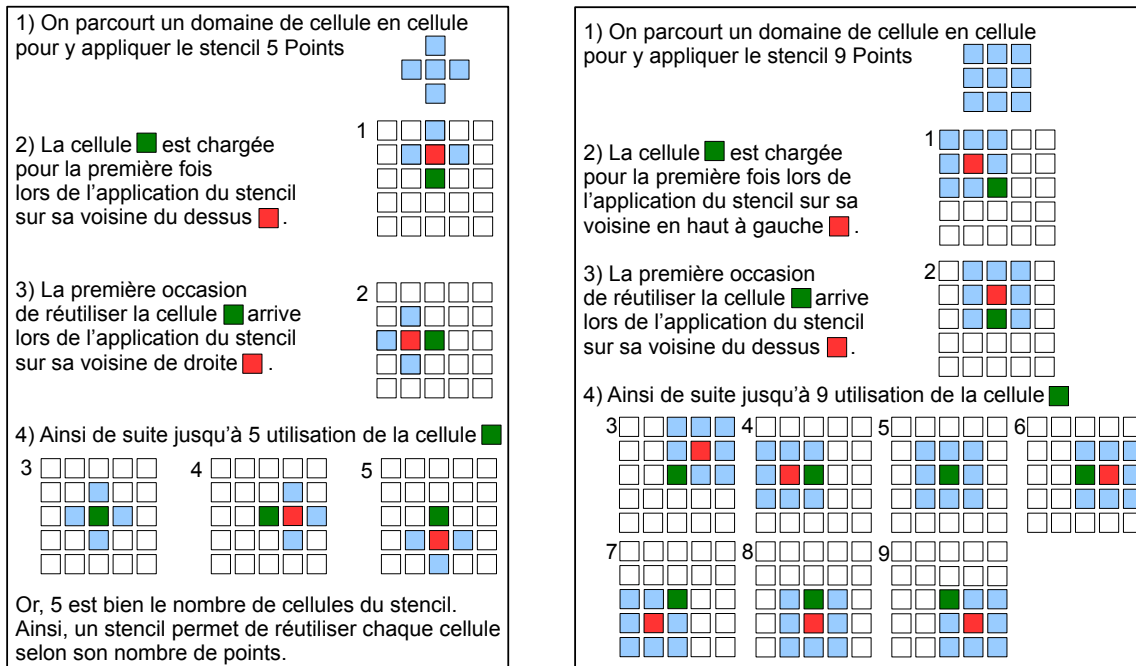 1) On parcourt un domaine de cellule en cellule
pour y appliquer le stencil 5 Points
2) La cellule est chargée
pour la première fois
lors de l'application du stencil
sur sa voisine du dessus .
1
3) La première occasion
de réutiliser la cellule arrive
lors de l'application du stencil
sur sa voisine de droite .
2
4) Ainsi de suite jusqu'à 5 utilisation de la cellule
3 4 5
Or, 5 est bien le nombre de cellules du stencil.
Ainsi, un stencil permet de réutiliser chaque cellule
selon son nombre de points.
1) On parcourt un domaine de cellule en cellule
pour y appliquer le stencil 9 Points
2) La cellule est chargée
pour la première fois lors de
l'application du stencil sur sa
voisine en haut à gauche .
1
3) La première occasion
de réutiliser la cellule arrive
lors de l'application du stencil
sur sa voisine du dessus .
2
4) Ainsi de suite jusqu'à 9 utilisation de la cellule
3 4 5 6
7 8 9